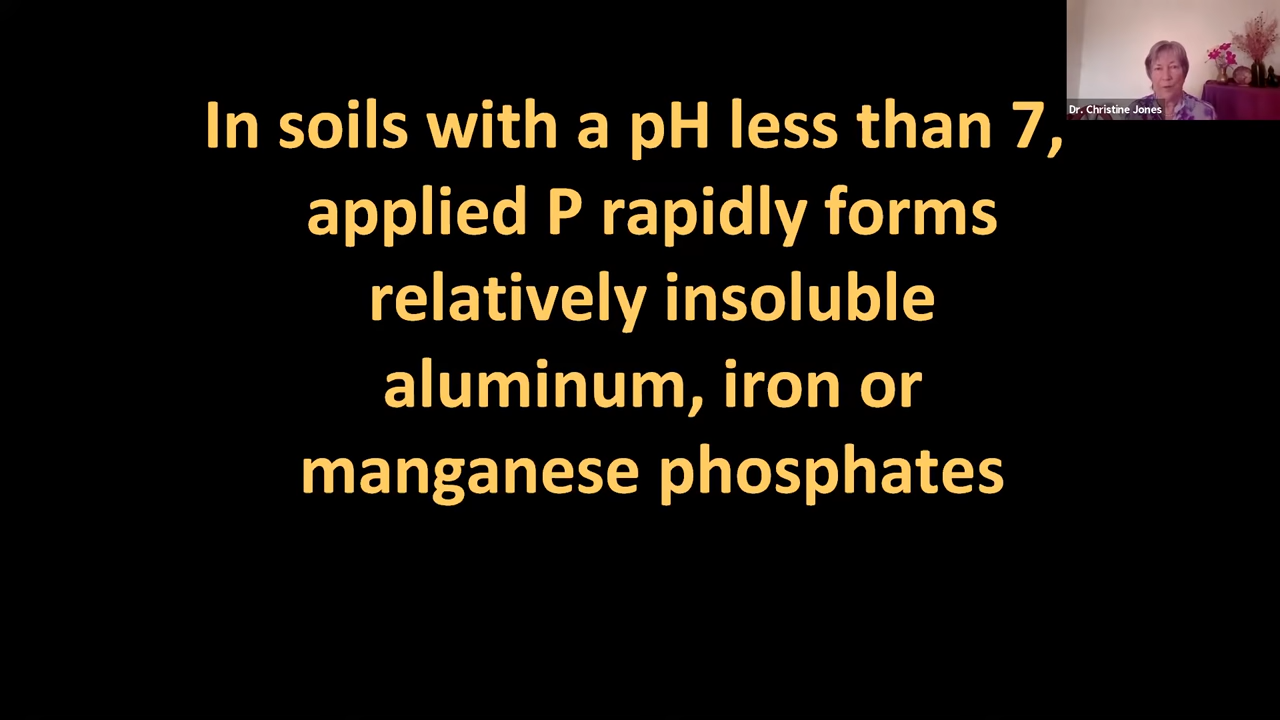 In soils with a pH less than 7,
applied P rapidly forms
relatively insoluble
aluminum, iron or
manganese phosphates
Dr. Christine Jones